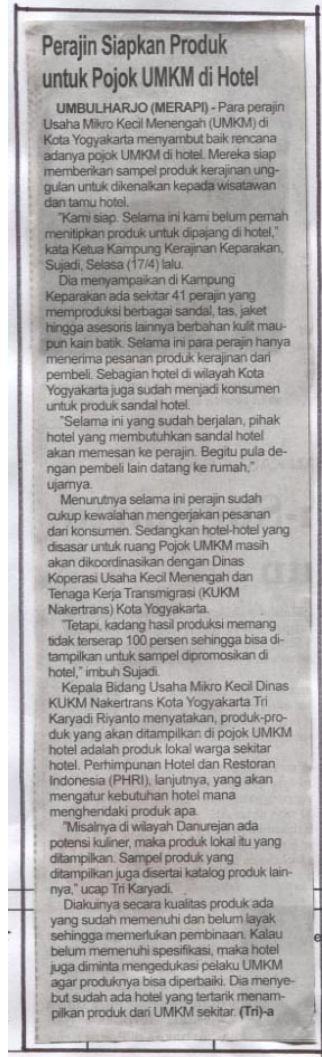 Perajin Siapkan Produk
untuk Pojok UMKM di Hotel
UMBULHARJO (MERAPI) - Para perajin
Usaha Mikro Kecil Menengah (UMKM) di
Kota Yogyakarta menyambut baik rencana
adanya pojok UMKM di hotel. Mereka siap
memberikan sampel produk kerajinan ung-
gulan untuk dikenalkan kepada wisatawan
dan tamu hotel.
"Kami siap. Selama ini kami belum pernah
menitipkan produk untuk dipajang di hotel,"
kata Ketua Kampung Kerajinan Keparakan,
Sujadi, Selasa (17/4) lalu.
Dia menyampaikan di Kampung
Keparakan ada sekitar 41 perajin yang
memproduksi berbagai sandal, tas, jaket
hingga asesoris lainnya berbahan kulit mau-
pun kain batik. Selama ini para perajin hanya
menerima pesanan produk kerajinan dari
pembeli. Sebagian hotel di wilayah Kota
Yogyakarta juga sudah menjadi konsumen
untuk produk sandal hotel.
"Selama ini yang sudah berjalan, pihak
hotel yang membutuhkan sandal hotel
akan memesan ke perajin. Begitu pula de-
ngan pembeli lain datang ke rumah,"
ujarnya.
Menurutnya selama ini perajin sudah
cukup kewalahan mengerjakan pesanan
dari konsumen. Sedangkan hotel-hotel yang
disasar untuk ruang Pojok UMKM masih
akan dikoordinasikan dengan Dinas
Koperasi Usaha Kecil Menengah dan
Tenaga Kerja Transmigrasi (KUKM
Nakertrans) Kota Yogyakarta.
"Tetapi, kadang hasil produksi memang
tidak terserap 100 persen sehingga bisa di-
tampilkan untuk sampel dipromosikan di
hotel," imbuh Sujadi.
Kepala Bidang Usaha Mikro Kecil Dinas
KUKM Nakertrans Kota Yogyakarta Tri
Karyadi Riyanto menyatakan, produk-pro-
duk yang akan ditampilkan di pojok UMKM
hotel adalah produk lokal warga sekitar
hotel. Perhimpunan Hotel dan Restoran
Indonesia (PHRI), lanjutnya, yang akan
mengatur kebutuhan hotel mana
menghendaki produk apa.
"Misalnya di wilayah Danurejan ada
potensi kuliner, maka produk lokal itu yang
ditampilkan. Sampel produk yang
ditampilkan juga disertai katalog produk lain-
nya," ucap Tri Karyadi.
Diakuinya secara kualitas produk ada
yang sudah memenuhi dan belum layak
sehingga memerlukan pembinaan. Kalau
belum memenuhi spesifikasi, maka hotel
juga diminta mengedukasi pelaku UMKM
agar produknya bisa diperbaiki. Dia menye-
but sudah ada hotel yang tertarik menam-
pilkan produk dari UMKM sekitar. (Tri)-a